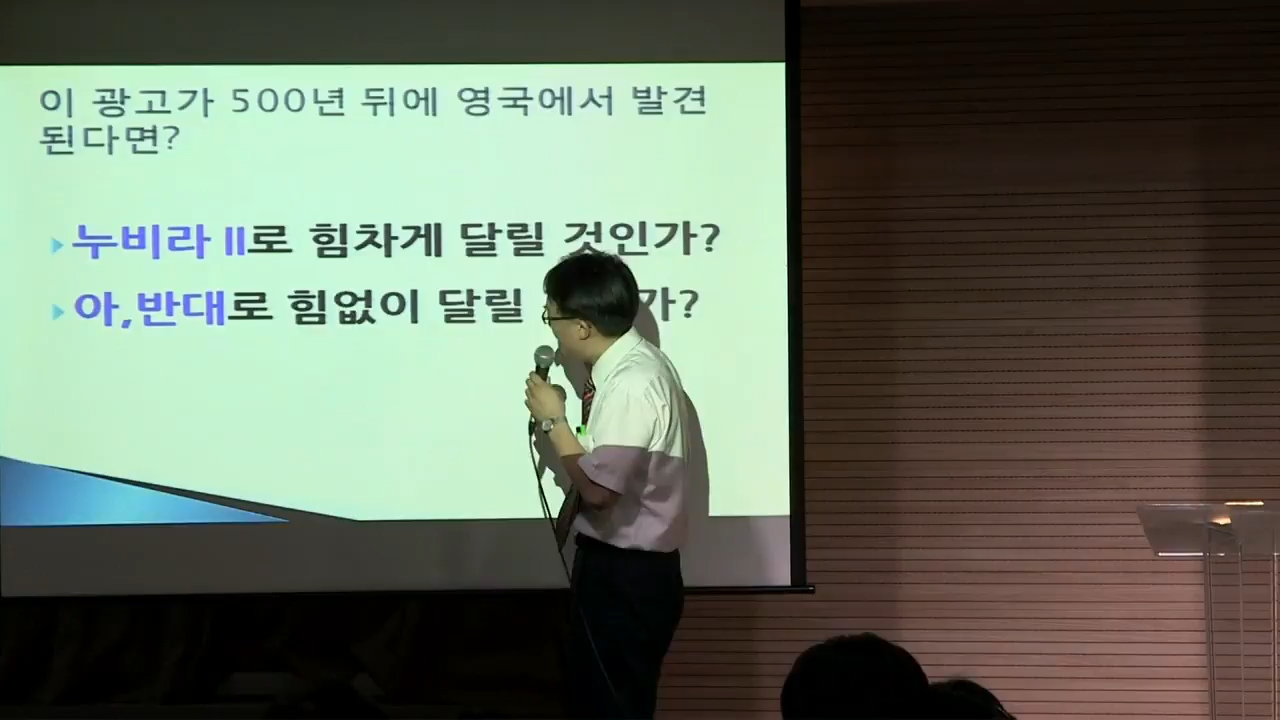 이 광고가 500년 뒤에 영국에서 발견
된다면?
누비라 II로 힘차게 달릴 것인가?
아,반대로 힘없이 달릴 가?